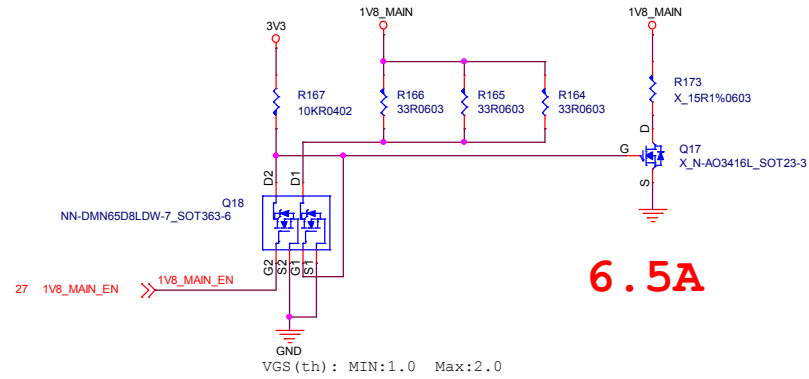 1V8_MAIN
1V8_MAIN
3V3
R167
10KR0402
R166
33R0603
R165
33R0603
R164
33R0603
R173
X_15R1%0603
D
G
S
Q17
X_N-AO3416L_SOT23-3
D2
D1
Q18
NN-DMN65D8LDW-7_SOT363-6
G2
S2
G1
S1
27 1V8_MAIN_EN
1V8_MAIN_EN
6.5A
GND
VGS(th): MIN:1.0 Max:2.0